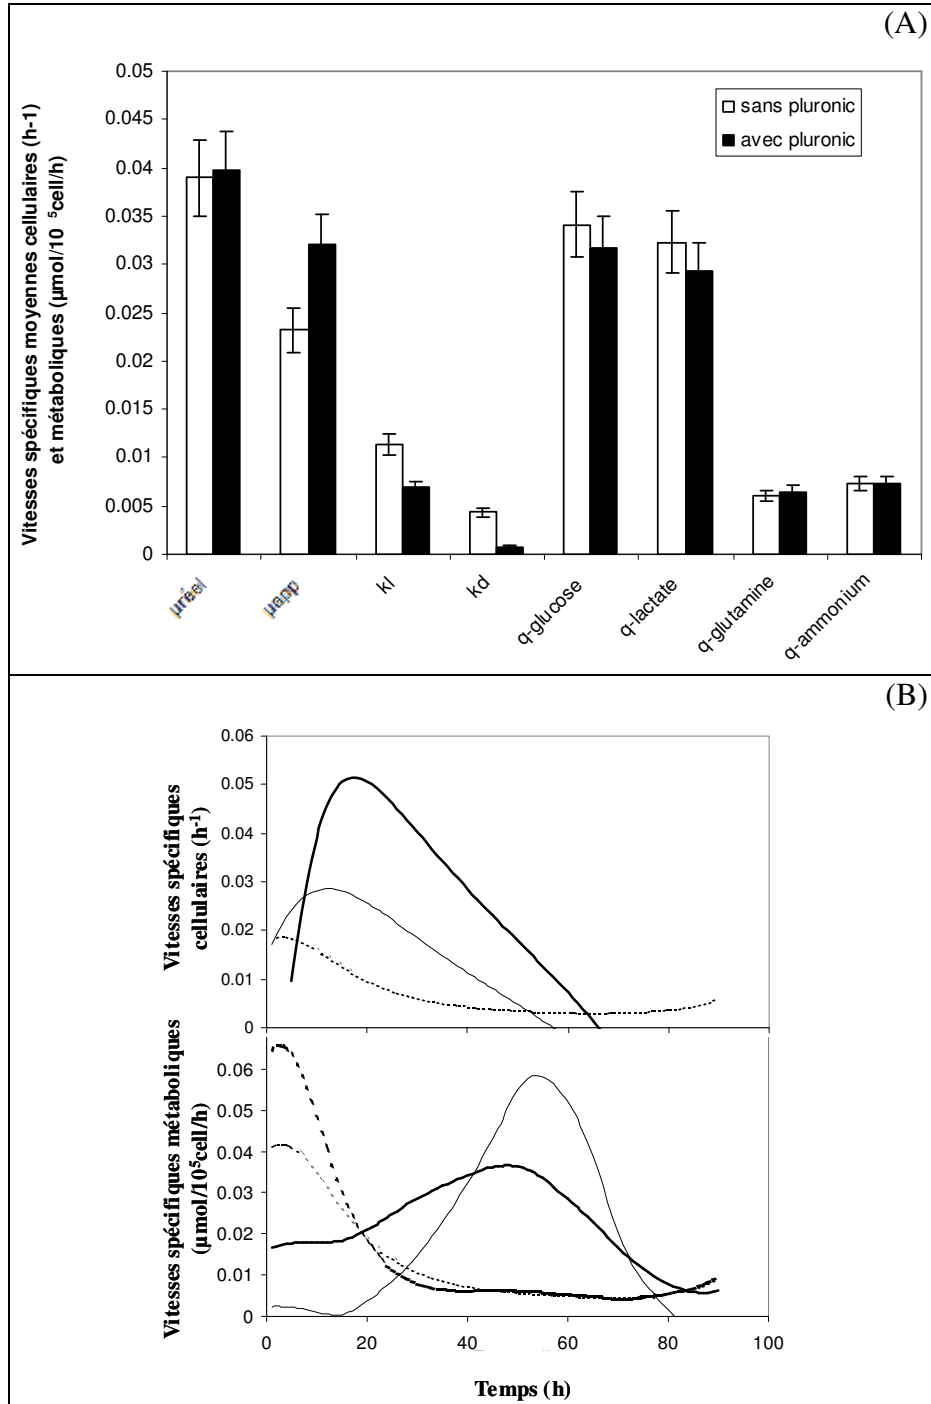 (A)
Vitesses spécifiques moyennes cellulaires (h-1)
et métaboliques (µmol/10 5cell/h)
0.05
0.045
0.04
0.035
0.03
0.025
0.02
0.015
0.01
0.005
0
sans pluronic
avec pluronic
µréel
µapp
kl
kd
q-glucose
q-lactate
q-glutamine
q-ammonium
(B)
Vitesses spécifiques
cellulaires (h-1)
0.06
0.05
0.04
0.03
0.02
0.01
0
Vitesses spécifiques métaboliques
(µmol/10⁵cell/h)
0.06
0.05
0.04
0.03
0.02
0.01
0
0 20 40 60 80 100
Temps (h)